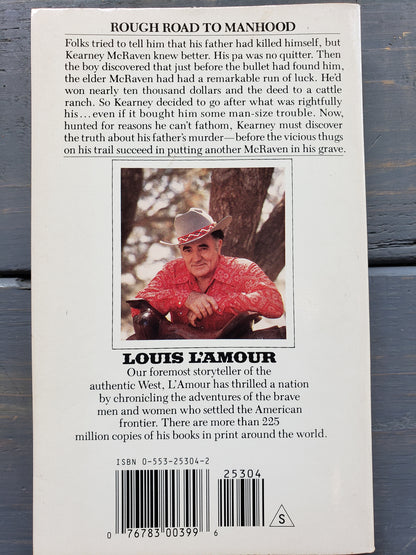 ROUGH ROAD TO MANHOOD
Folks tried to tell him that his father had killed himself, but
Kearney McRaven knew better. His pa was no quitter. Then
the boy discovered that just before the bullet had found him,
the elder McRaven had had a remarkable run of luck. He'd
won nearly ten thousand dollars and the deed to a cattle
ranch. So Kearney decided to go after what was rightfully
his...even if it bought him some man-size trouble. Now,
hunted for reasons he can't fathom, Kearney must discover
the truth about his father's murder—before the vicious thugs
on his trail succeed in putting another McRaven in his grave.
LOUIS L'AMOUR
Our foremost storyteller of the
authentic West, L'Amour has thrilled a nation
by chronicling the adventures of the brave
men and women who settled the American
frontier. There are more than 225
million copies of his books in print around the world.
ISBN 0-553-25304-2
25304
0 76783 00399 6
S